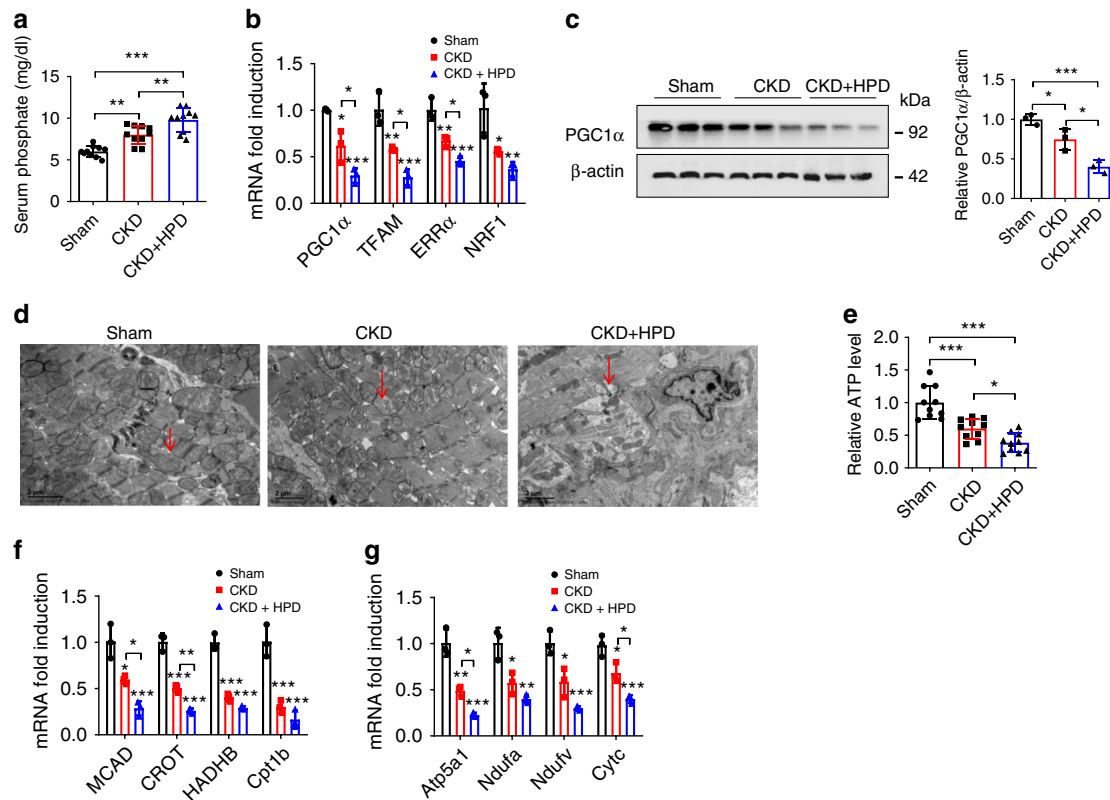 a
Serum phosphate (mg/dl)
15
10
5
0
***
**
**
Sham
CKD
CKD+HPD
b
mRNA fold induction
1.5
1.0
0.5
0.0
Sham
CKD
CKD + HPD
*
*
***
*
**
***
*
**
***
*
**
PGC1α
TFAM
ERRα
NRF1
c
Sham
CKD
CKD+HPD
kDa
PGC1α
92
β-actin
42
Relative PGC1α/β-actin
1.5
1.0
0.5
0.0
***
*
*
Sham
CKD
CKD+HPD
d
Sham
CKD
CKD+HPD
2 µm
2 µm
2 µm
e
Relative ATP level
2.0
1.5
1.0
0.5
0.0
***
***
*
Sham
CKD
CKD+HPD
f
mRNA fold induction
1.5
1.0
0.5
0.0
Sham
CKD
CKD + HPD
*
*
***
**
***
***
***
***
***
***
MCAD
CROT
HADHB
Cpt1b
g
mRNA fold induction
1.5
1.0
0.5
0.0
Sham
CKD
CKD + HPD
*
**
***
*
**
*
***
*
*
***
Atp5a1
Ndufa
Ndufv
Cytc